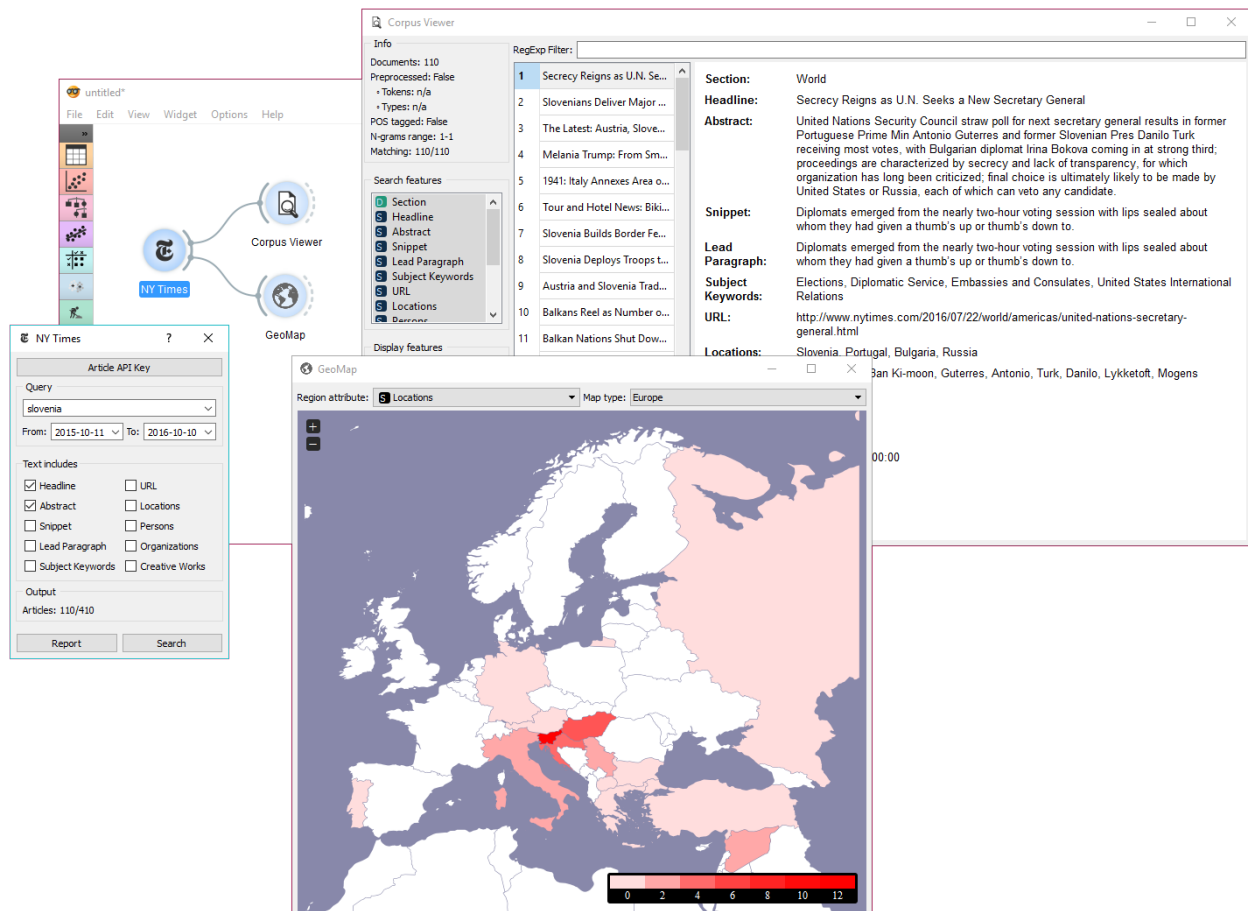 Corpus Viewer
Info
Documents: 110
Preprocessed: False
◦ Tokens: n/a
◦ Types: n/a
POS tagged: False
N-grams range: 1-1
Matching: 110/110
Search features
D Section
S Headline
S Abstract
S Snippet
S Lead Paragraph
S Subject Keywords
S URL
S Locations
S Persons
Display features
RegExp Filter:
1 Secrecy Reigns as U.N. Se...
2 Slovenians Deliver Major ...
3 The Latest: Austria, Slove...
4 Melania Trump: From Sm...
5 1941: Italy Annexes Area o...
6 Tour and Hotel News: Biki...
7 Slovenia Builds Border Fe...
8 Slovenia Deploys Troops t...
9 Austria and Slovenia Trad...
10 Balkans Reel as Number o...
11 Balkan Nations Shut Dow...
Section: World
Headline: Secrecy Reigns as U.N. Seeks a New Secretary General
Abstract: United Nations Security Council straw poll for next secretary general results in former
Portuguese Prime Min Antonio Guterres and former Slovenian Pres Danilo Turk
receiving most votes, with Bulgarian diplomat Irina Bokova coming in at strong third;
proceedings are characterized by secrecy and lack of transparency, for which
organization has long been criticized; final choice is ultimately likely to be made by
United States or Russia, each of which can veto any candidate.
Snippet: Diplomats emerged from the nearly two-hour voting session with lips sealed about
whom they had given a thumb's up or thumb's down to.
Lead Paragraph: Diplomats emerged from the nearly two-hour voting session with lips sealed about
whom they had given a thumb's up or thumb's down to.
Subject Keywords: Elections, Diplomatic Service, Embassies and Consulates, United States International
Relations
URL: http://www.nytimes.com/2016/07/22/world/americas/united-nations-secretary-
general.html
Locations: Slovenia, Portugal, Bulgaria, Russia
Ban Ki-moon, Guterres, Antonio, Turk, Danilo, Lykketoft, Mogens
00:00
untitled*
File Edit View Widget Options Help
»
NY Times
Corpus Viewer
GeoMap
NY Times ? 
Article API Key
Query
slovenia
From: 2015-10-11 To: 2016-10-10
Text includes
Headline URL
Abstract Locations
Snippet Persons
Lead Paragraph Organizations
Subject Keywords Creative Works
Output
Articles: 110/410
Report Search
GeoMap
Region attribute: S Locations Map type: Europe
+
−
0 2 4 6 8 10 12